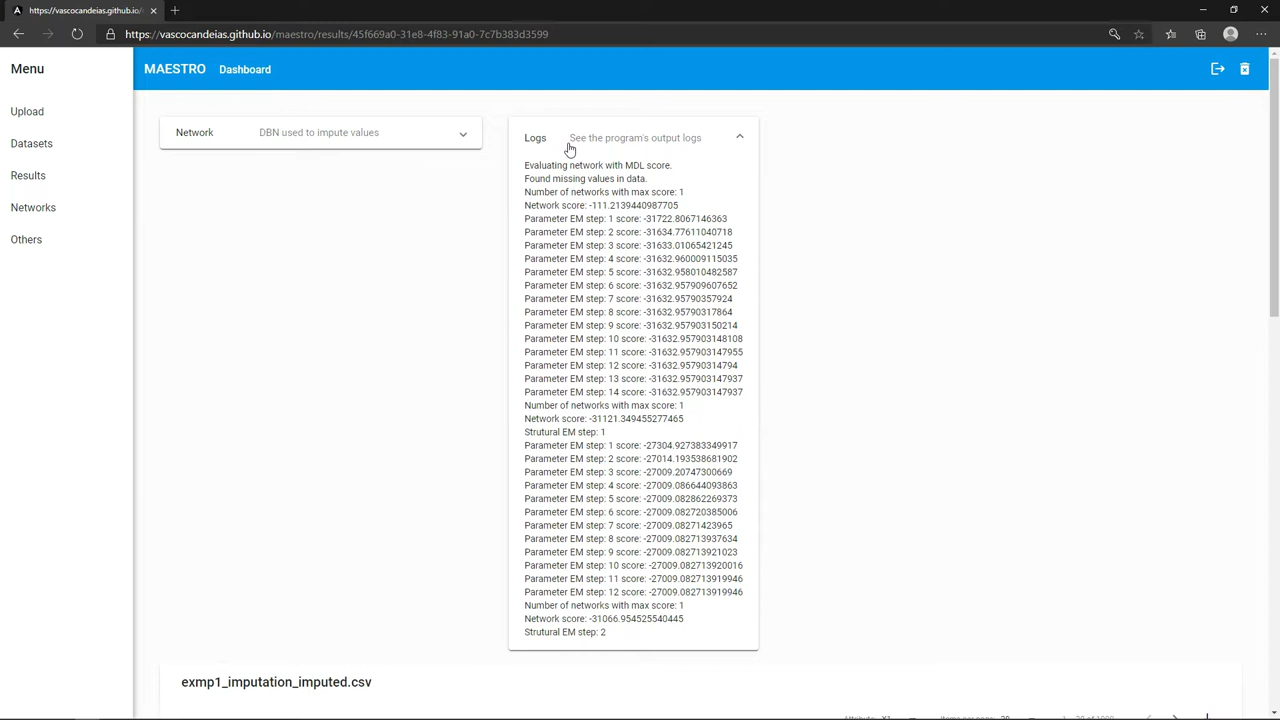 https://vascocandeias.github.io/
https://vascocandeias.github.io/maestro/results/45f669a0-31e8-4f83-91a0-7c7b383d3599
Menu
Upload
Datasets
Results
Networks
Others
MAESTRO Dashboard
Network DBN used to impute values
Logs See the program's output logs
Evaluating network with MDL score.
Found missing values in data.
Number of networks with max score: 1
Network score: -111.2139440987705
Parameter EM step: 1 score: -31722.8067146363
Parameter EM step: 2 score: -31634.77611040718
Parameter EM step: 3 score: -31633.01065421245
Parameter EM step: 4 score: -31632.960009115035
Parameter EM step: 5 score: -31632.958010482587
Parameter EM step: 6 score: -31632.957909607652
Parameter EM step: 7 score: -31632.95790357924
Parameter EM step: 8 score: -31632.95790317864
Parameter EM step: 9 score: -31632.957903150214
Parameter EM step: 10 score: -31632.957903148108
Parameter EM step: 11 score: -31632.957903147955
Parameter EM step: 12 score: -31632.95790314794
Parameter EM step: 13 score: -31632.957903147937
Parameter EM step: 14 score: -31632.957903147937
Number of networks with max score: 1
Network score: -31121.349455277465
Strutural EM step: 1
Parameter EM step: 1 score: -27304.927383349917
Parameter EM step: 2 score: -27014.193538681902
Parameter EM step: 3 score: -27009.20747300669
Parameter EM step: 4 score: -27009.086644093863
Parameter EM step: 5 score: -27009.082862269373
Parameter EM step: 6 score: -27009.082720385006
Parameter EM step: 7 score: -27009.08271423965
Parameter EM step: 8 score: -27009.082713937634
Parameter EM step: 9 score: -27009.082713921023
Parameter EM step: 10 score: -27009.082713920016
Parameter EM step: 11 score: -27009.082713919946
Parameter EM step: 12 score: -27009.082713919946
Number of networks with max score: 1
Network score: -31066.954525540445
Strutural EM step: 2
exmp1_imputation_imputed.csv